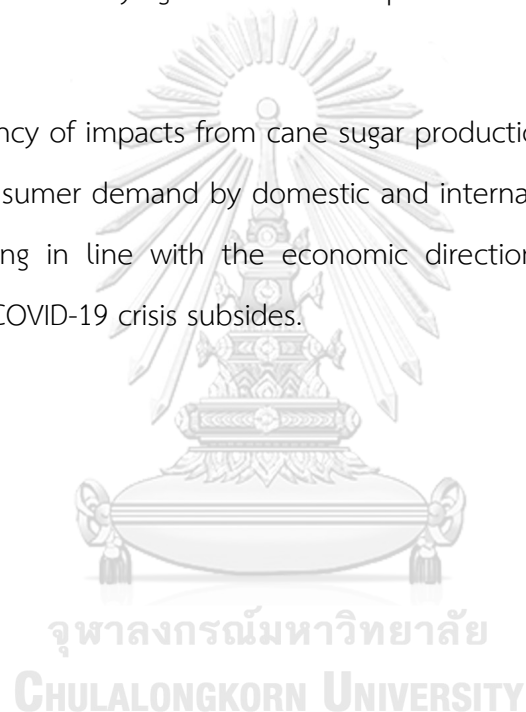 ncy of impacts from cane sugar productio
sumer demand by domestic and interna
ng in line with the economic direction
COVID-19 crisis subsides.
จุฬาลงกรณ์มหาวิทยาลัย
CHULALONGKORN UNIVERSITY